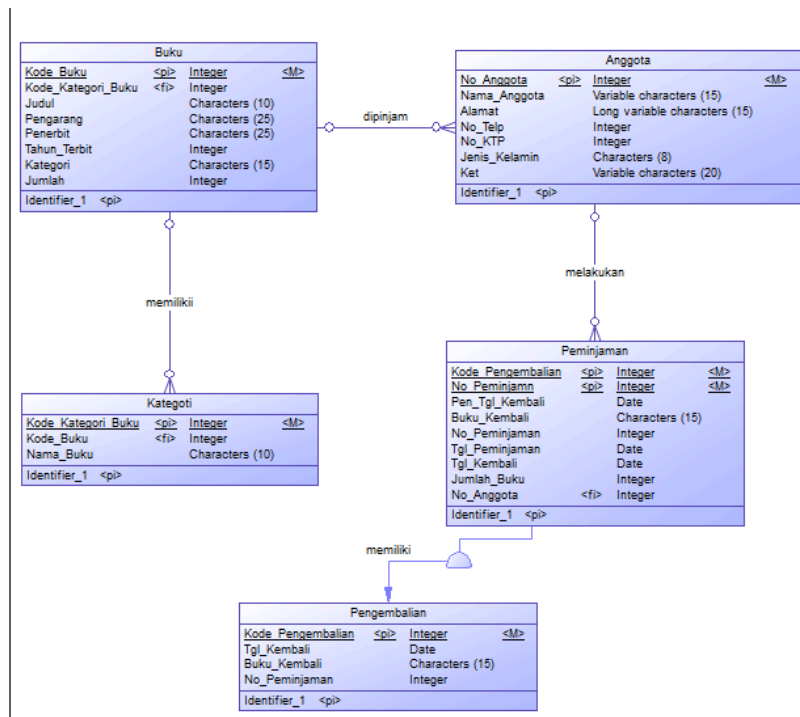 Buku
Kode_Buku <pi> Integer <M>
Kode_Kategori_Buku <fi> Integer
Judul Characters (10)
Pengarang Characters (25)
Penerbit Characters (25)
Tahun_Terbit Integer
Kategori Characters (15)
Jumlah Integer
Identifier_1 <pi>
dipinjam
Anggota
No_Anggota <pi> Integer <M>
Nama_Anggota Variable characters (15)
Alamat Long variable characters (15)
No_Telp Integer
No_KTP Integer
Jenis_Kelamin Characters (8)
Ket Variable characters (20)
Identifier_1 <pi>
memilikii
melakukan
Kategoti
Kode_Kategori_Buku <pi> Integer <M>
Kode_Buku <fi> Integer
Nama_Buku Characters (10)
Identifier_1 <pi>
Peminjaman
Kode_Pengembalian <pi> Integer <M>
No_Peminjamn <pi> Integer <M>
Pen_Tgl_Kembali Date
Buku_Kembali Characters (15)
No_Peminjaman Integer
Tgl_Peminjaman Date
Tgl_Kembali Date
Jumlah_Buku Integer
No_Anggota <fi> Integer
Identifier_1 <pi>
memiliki
Pengembalian
Kode_Pengembalian <pi> Integer <M>
Tgl_Kembali Date
Buku_Kembali Characters (15)
No_Peminjaman Integer
Identifier_1 <pi>